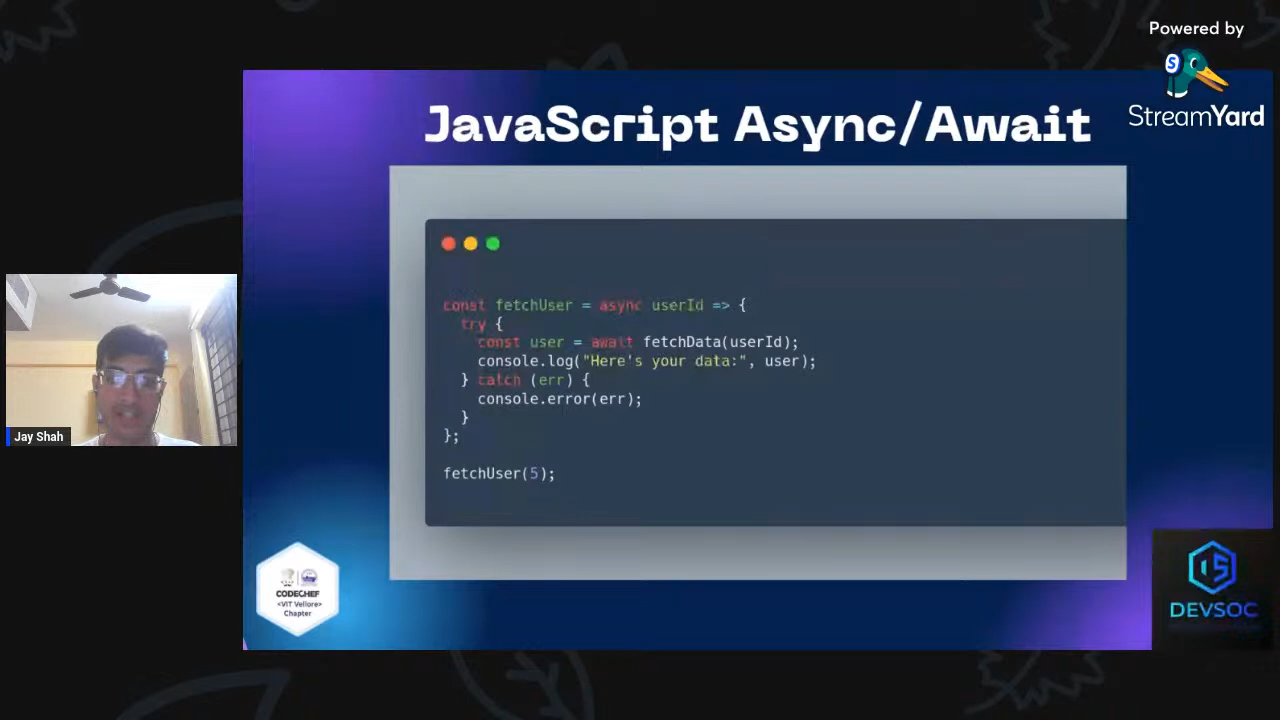 Powered by
StreamYard
JavaScript Async/Await
const fetchUser = async userId => {
try {
const user = await fetchData(userId);
console.log("Here's your data:", user);
} catch (err) {
console.error(err);
}
};
fetchUser(5);
Jay Shah
CODECHEF
<VIT Vellore>
Chapter
DEVSOC